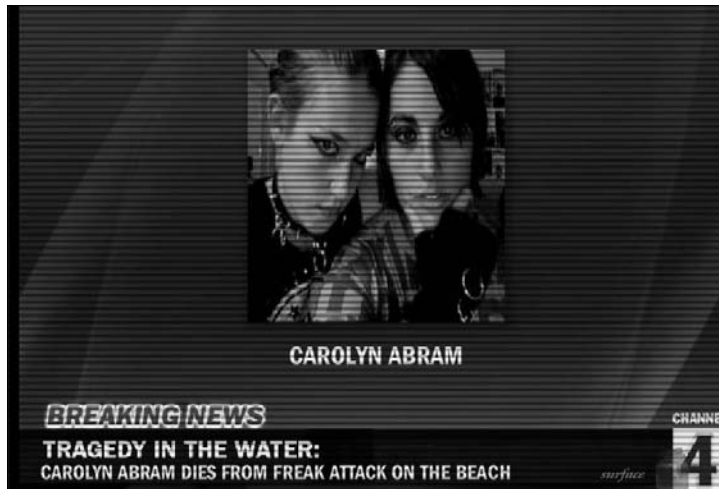 CAROLYN ABRAM
BREAKING NEWS
CHANNE
TRAGEDY IN THE WATER:
4
CAROLYN ABRAM DIES FROM FREAK ATTACK ON THE BEACH
surface